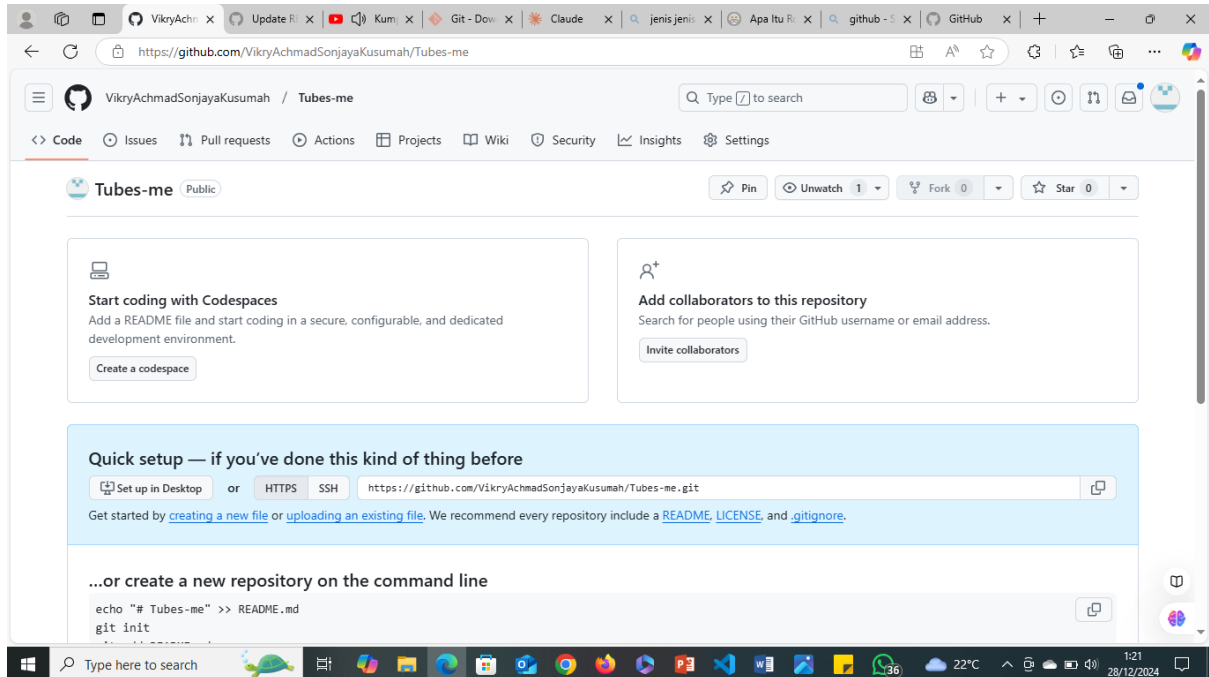 VikryAchm
Update R
Kum
Git - Dow
Claude
jenis jenis
Apa Itu R
github - S
GitHub
https://github.com/VikryAchmadSonjayaKusumah/Tubes-me
VikryAchmadSonjayaKusumah / Tubes-me
Type / to search
Code Issues Pull requests Actions Projects Wiki Security Insights Settings
Tubes-me Public
Pin Unwatch 1 Fork 0 Star 0
Start coding with Codespaces
Add a README file and start coding in a secure, configurable, and dedicated
development environment.
Create a codespace
Add collaborators to this repository
Search for people using their GitHub username or email address.
Invite collaborators
Quick setup — if you've done this kind of thing before
Set up in Desktop or HTTPS SSH https://github.com/VikryAchmadSonjayaKusumah/Tubes-me.git
Get started by creating a new file or uploading an existing file. We recommend every repository include a README, LICENSE, and .gitignore.
...or create a new repository on the command line
echo "# Tubes-me" >> README.md
git init
Type here to search
36
22°C
1:21
28/12/2024